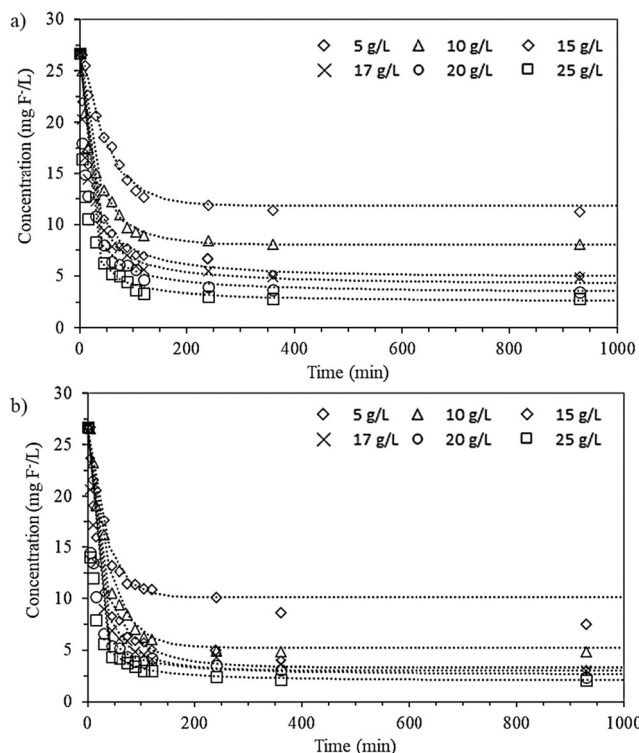 a)
30
◇ 5 g/L △ 10 g/L ◇ 15 g/L
25
× 17 g/L ○ 20 g/L □ 25 g/L
20
15
10
5
0
Concentration (mg F⁻/L)
0 200 400 600 800 1000
Time (min)
b)
30
◇ 5 g/L △ 10 g/L ◇ 15 g/L
25
× 17 g/L ○ 20 g/L □ 25 g/L
20
15
10
5
0
Concentration (mg F⁻/L)
0 200 400 600 800 1000
Time (min)